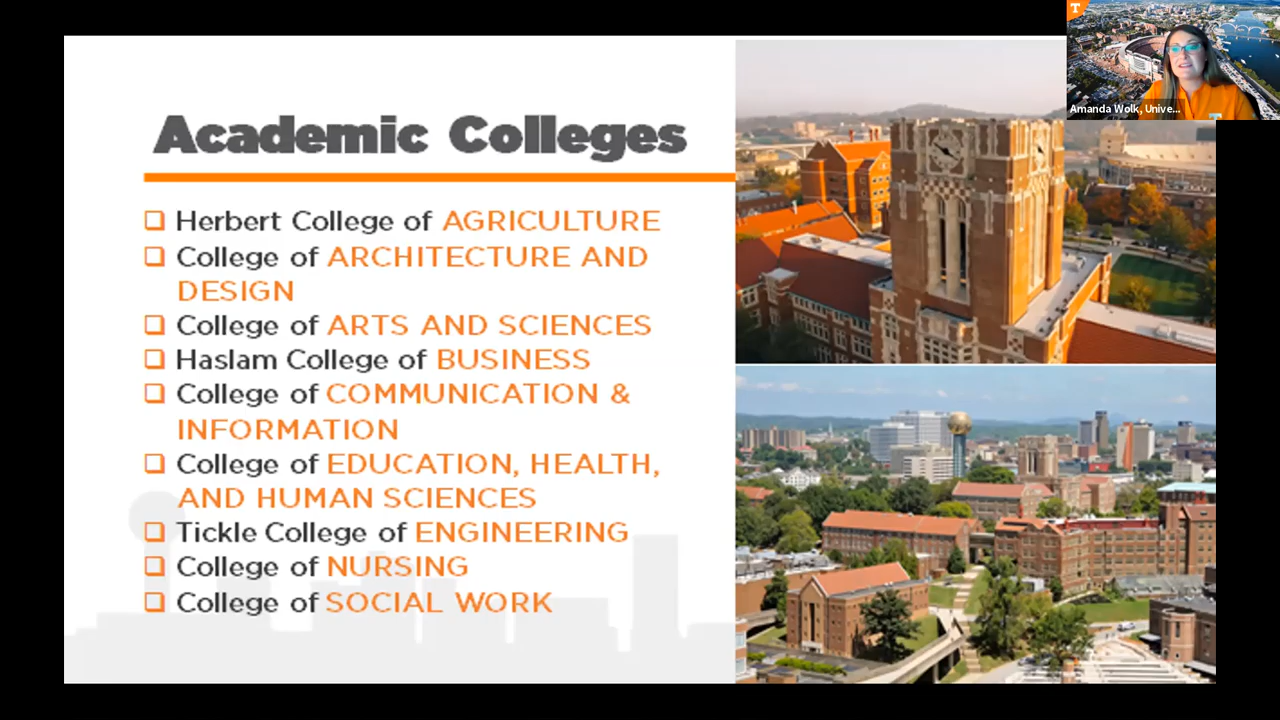 T
Amanda Wolk, Unive...
Academic Colleges
❑ Herbert College of AGRICULTURE
❑ College of ARCHITECTURE AND
DESIGN
❑ College of ARTS AND SCIENCES
❑ Haslam College of BUSINESS
❑ College of COMMUNICATION &
INFORMATION
❑ College of EDUCATION, HEALTH,
AND HUMAN SCIENCES
❑ Tickle College of ENGINEERING
❑ College of NURSING
❑ College of SOCIAL WORK